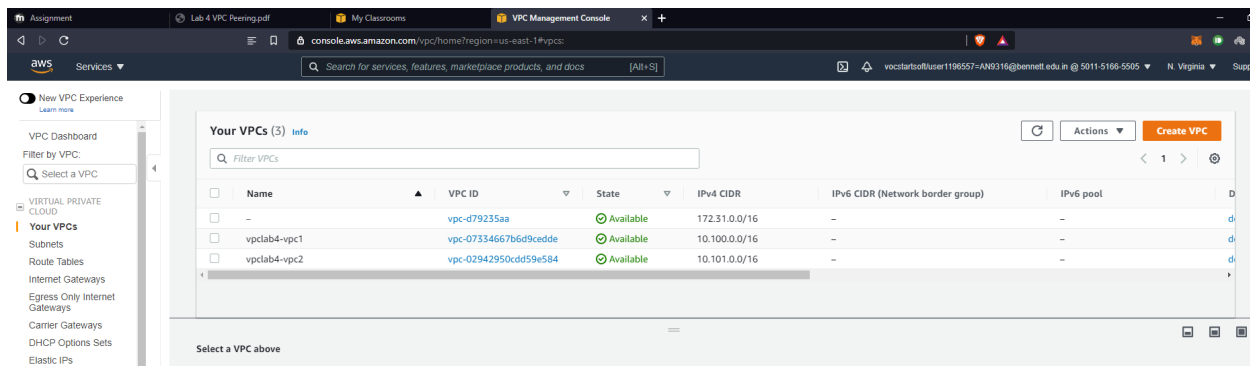 Assignment
Lab 4 VPC Peering.pdf
My Classrooms
VPC Management Console
console.aws.amazon.com/vpc/home?region=us-east-1#vpcs:
aws
Services
Search for services, features, marketplace products, and docs [Alt+S]
vocstartsoft/user1196557=AN9316@bennett.edu.in @ 5011-5166-5505
N. Virginia
Supp
New VPC Experience
Learn more
VPC Dashboard
Filter by VPC:
Select a VPC
VIRTUAL PRIVATE
CLOUD
Your VPCs
Subnets
Route Tables
Internet Gateways
Egress Only Internet
Gateways
Carrier Gateways
DHCP Options Sets
Elastic IPs
Your VPCs (3) Info
Actions
Create VPC
Filter VPCs
1
Name VPC ID State IPv4 CIDR IPv6 CIDR (Network border group) IPv6 pool D
– vpc-d79235aa Available 172.31.0.0/16 – –
vpclab4-vpc1 vpc-07334667b6d9cedde Available 10.100.0.0/16 – –
vpclab4-vpc2 vpc-02942950cdd59e584 Available 10.101.0.0/16 – –
Select a VPC above